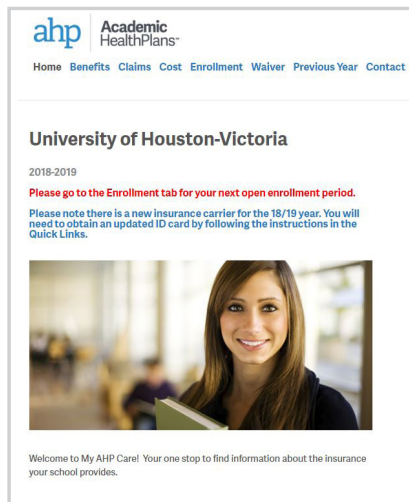 ahp Academic
HealthPlans™
Home Benefits Claims Cost Enrollment Waiver Previous Year Contact
University of Houston-Victoria
2018-2019
Please go to the Enrollment tab for your next open enrollment period.
Please note there is a new insurance carrier for the 18/19 year. You will
need to obtain an updated ID card by following the instructions in the
Quick Links.
Welcome to My AHP Care! Your one stop to find information about the insurance
your school provides.